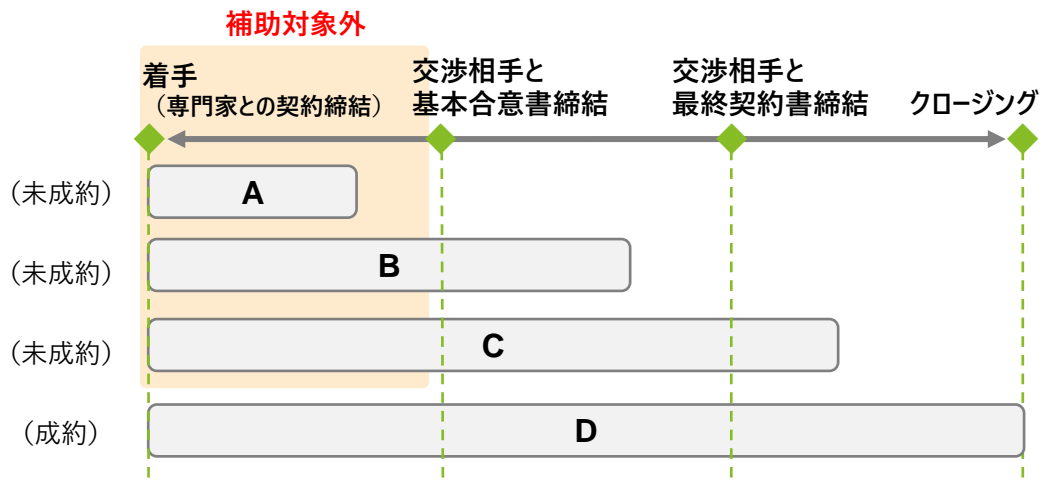 補助対象外
着手
（専門家との契約締結）
交渉相手と
基本合意書締結
交渉相手と
最終契約書締結
クロージング
（未成約）
A
（未成約）
B
（未成約）
C
（成約）
D